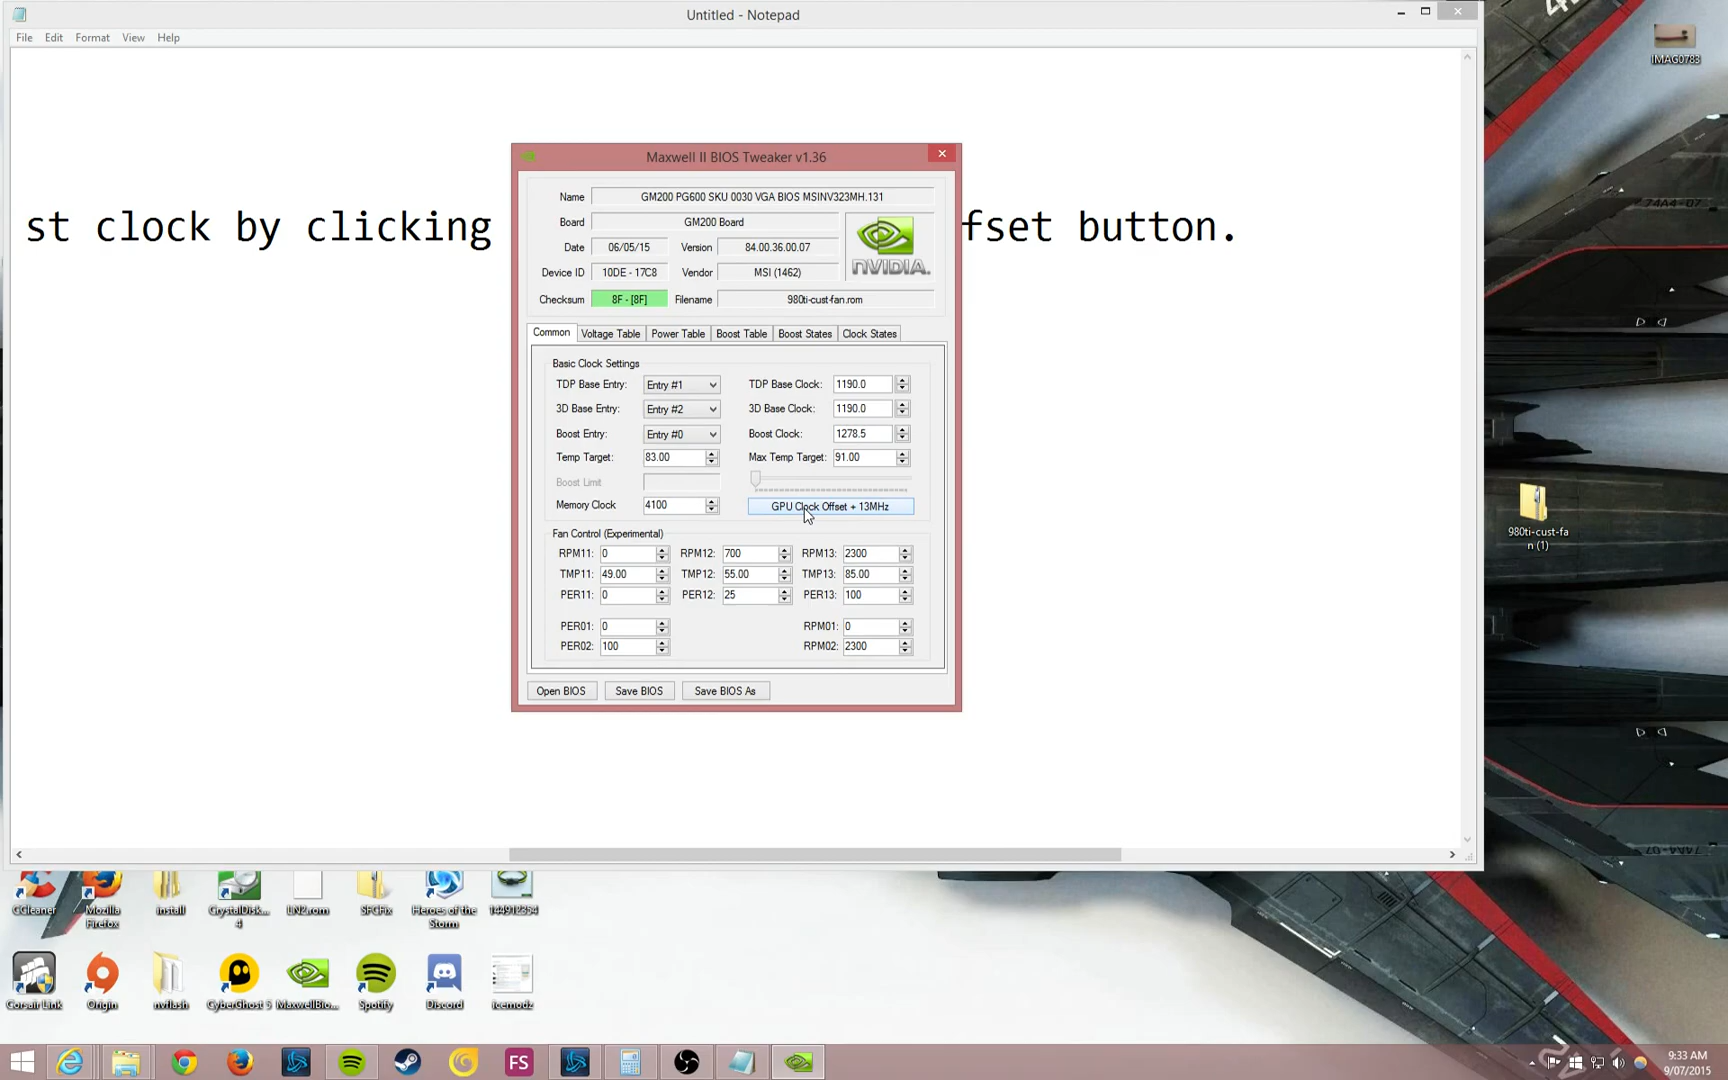 Untitled - Notepad
File Edit Format View Help
st clock by clicking
fset button.
Maxwell II BIOS Tweaker v1.36
Name GM200 PG600 SKU 0030 VGA BIOS MSINV323MH.131
Board GM200 Board
Date 06/05/15 Version 84.00.36.00.07
Device ID 10DE - 17C8 Vendor MSI (1462)
NVIDIA.
Checksum 8F - [8F] Filename 980ti-cust-fan.rom
Common Voltage Table Power Table Boost Table Boost States Clock States
Basic Clock Settings
TDP Base Entry: Entry #1 TDP Base Clock: 1190.0
3D Base Entry: Entry #2 3D Base Clock: 1190.0
Boost Entry: Entry #0 Boost Clock: 1278.5
Temp Target: 83.00 Max Temp Target: 91.00
Boost Limit
Memory Clock 4100 GPU Clock Offset + 13MHz
Fan Control (Experimental)
RPM11: 0 RPM12: 700 RPM13: 2300
TMP11: 49.00 TMP12: 55.00 TMP13: 85.00
PER11: 0 PER12: 25 PER13: 100
PER01: 0 RPM01: 0
PER02: 100 RPM02: 2300
Open BIOS Save BIOS Save BIOS As
IMAG0783
980ti-cust-fa
n (1)
CCleaner Mozilla
Firefox install CrystalDisk...
4 LN2.rom SFCFix Heroes of the
Storm 144912354
Corsair Link Origin nvflash CyberGhost 5 MaxwellBio... Spotify Discord icemodz
FS
9:33 AM
9/07/2015